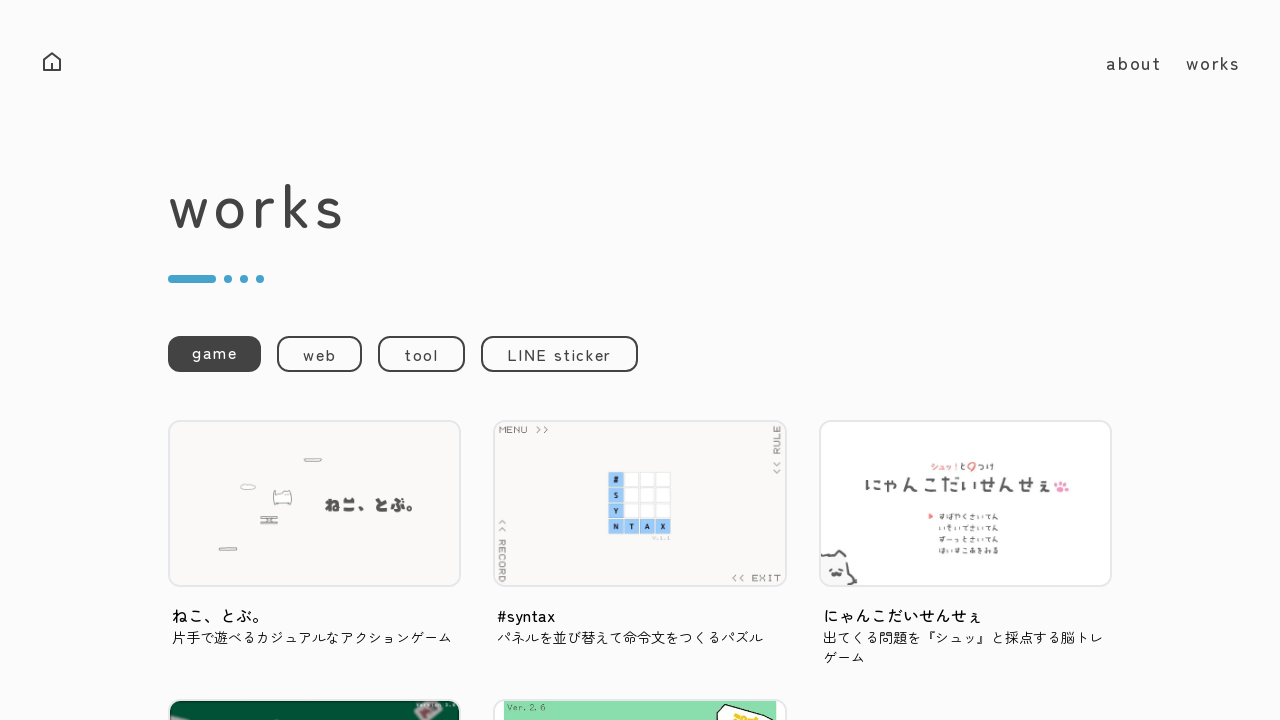 about
works
works
game
web
tool
LINE sticker
ねこ、とぶ。
MENU >>
<< RULE
#
S
Y
N T A X
<< RECORD
<< EXIT
シュッ!と○つけ
にゃんこだいせんせぇ
すばやくさいてん
いそいでさいてん
ずーっとさいてん
はいすこあをみる
ねこ、とぶ。
片手で遊べるカジュアルなアクションゲーム
#syntax
パネルを並び替えて命令文をつくるパズル
にゃんこだいせんせぇ
出てくる問題を『シュッ』と採点する脳トレ
ゲーム
Ver. 2.6